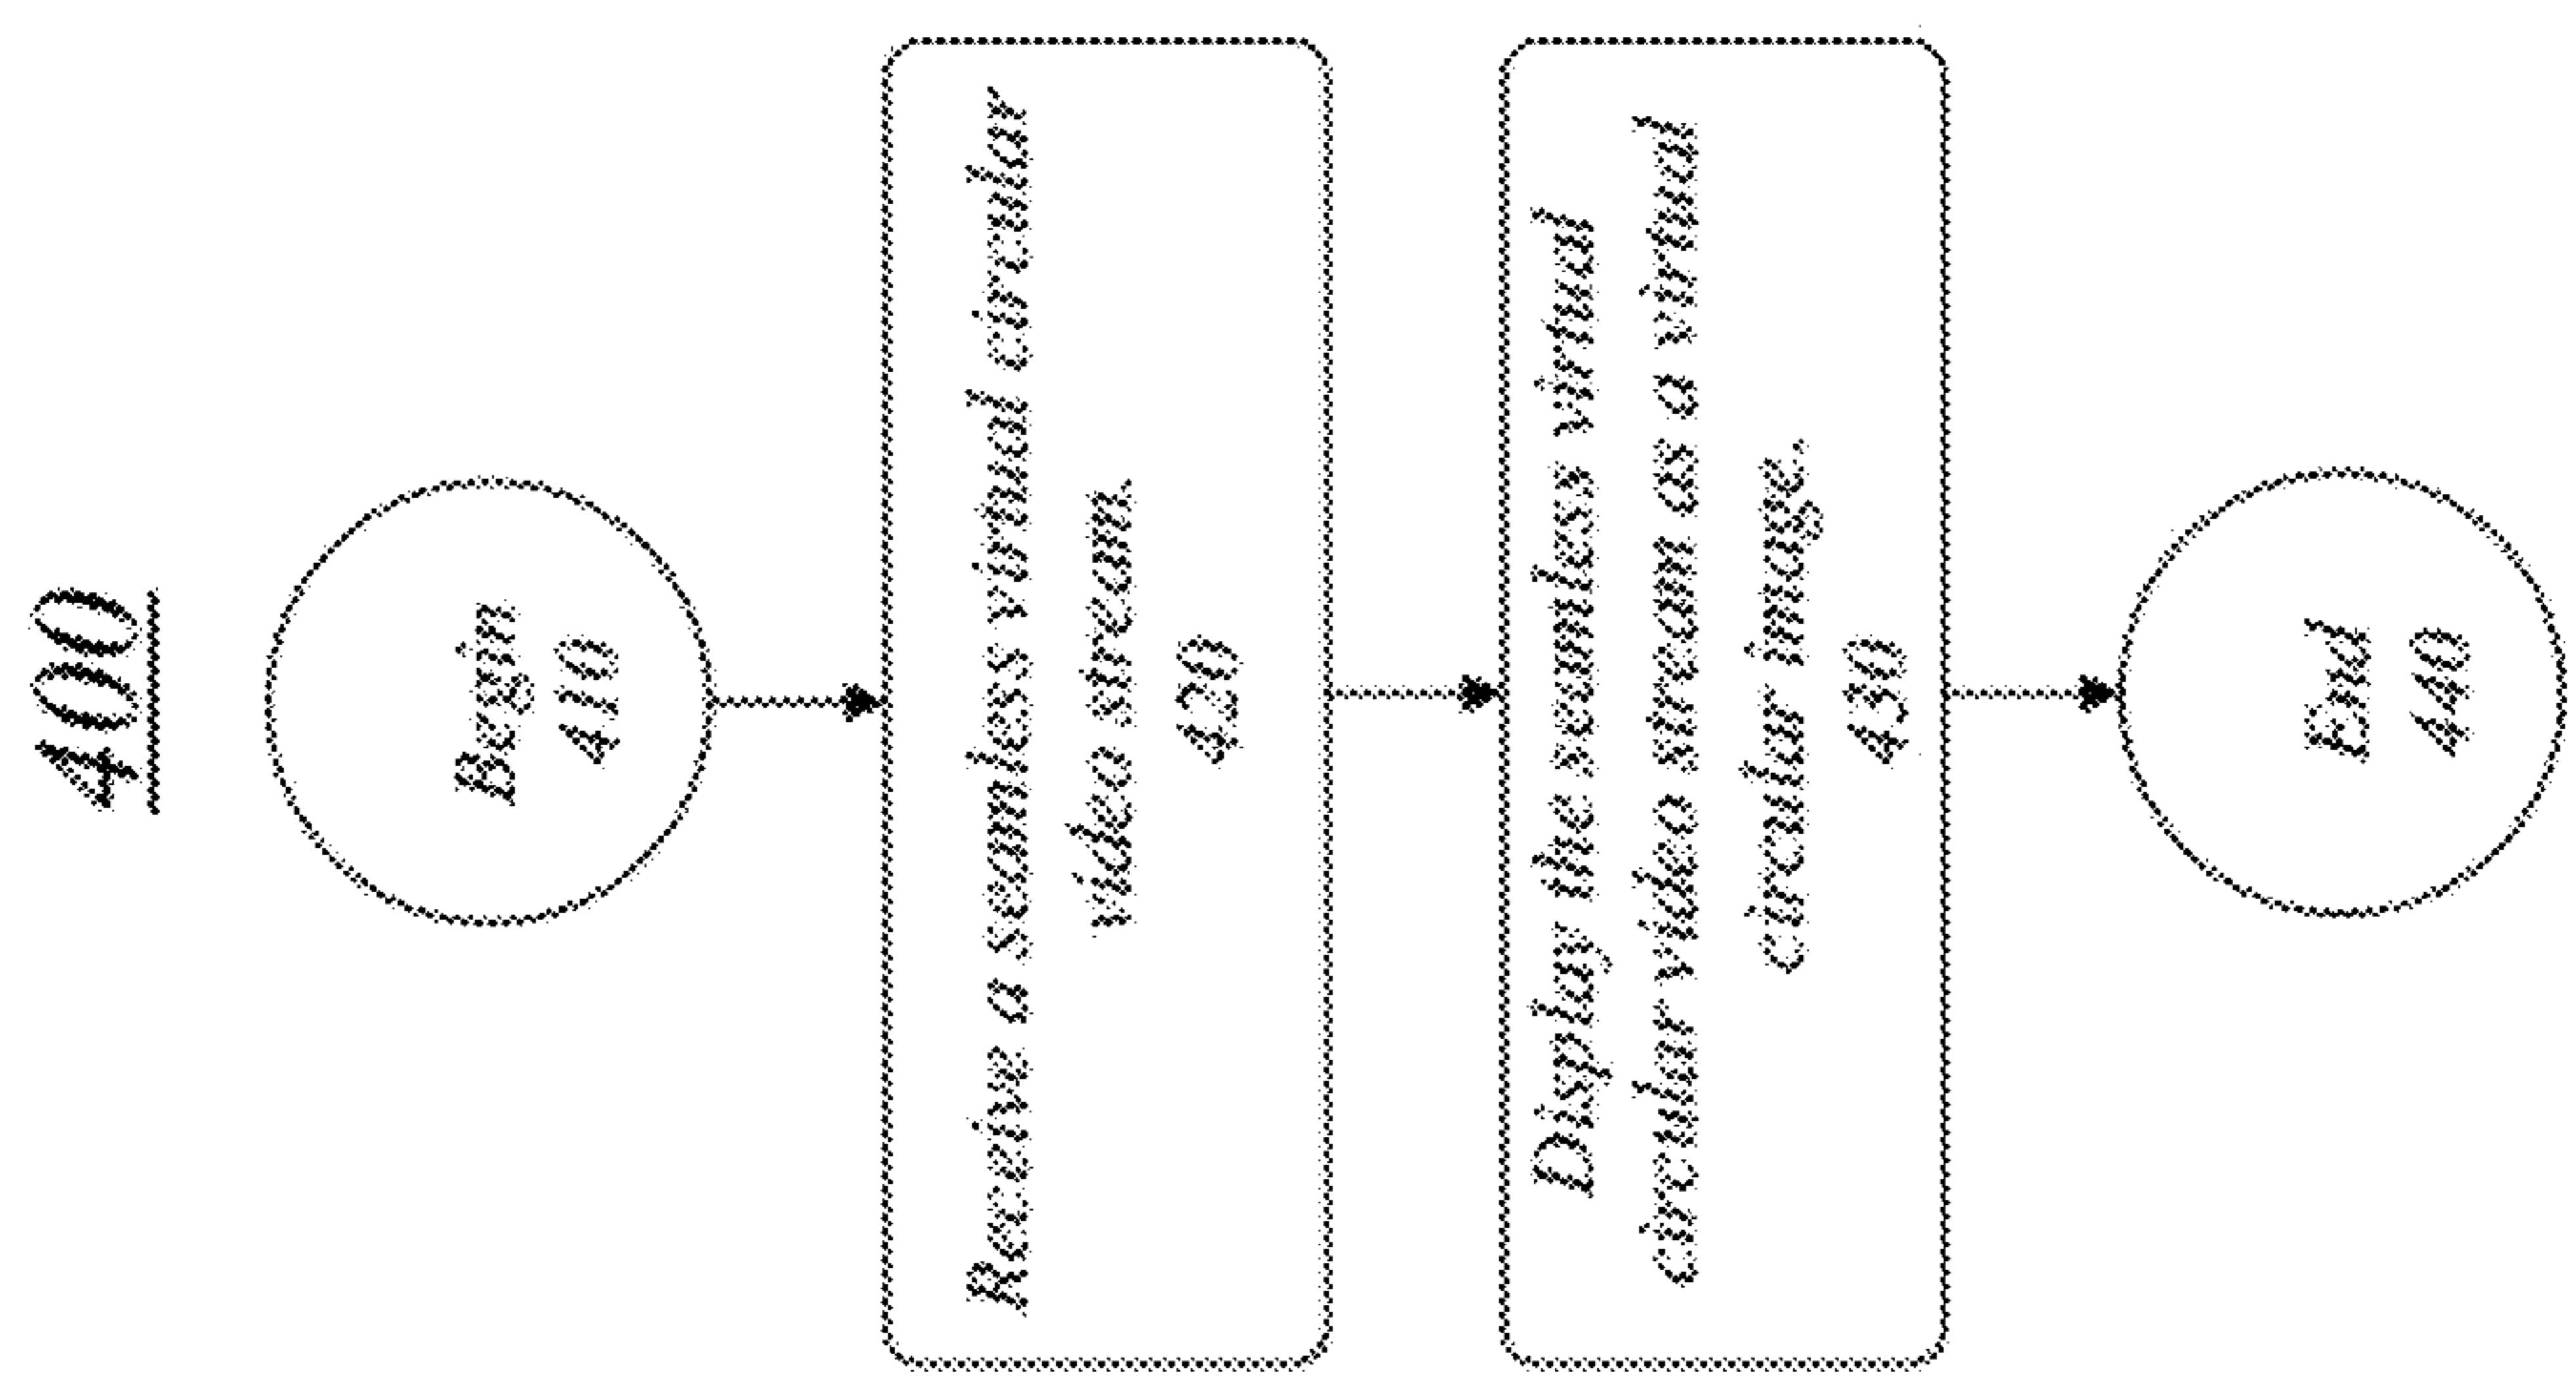 400
Begin
410
Receive a seamless virtual circular
video stream.
420
Display the seamless virtual
circular video stream as a virtual
circular image.
430
End
440